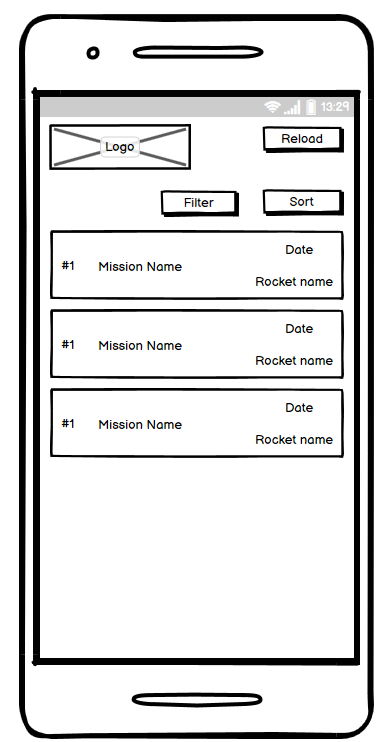 13:29
Logo
Reload
Filter
Sort
#1
Mission Name
Date
Rocket name
#1
Mission Name
Date
Rocket name
#1
Mission Name
Date
Rocket name